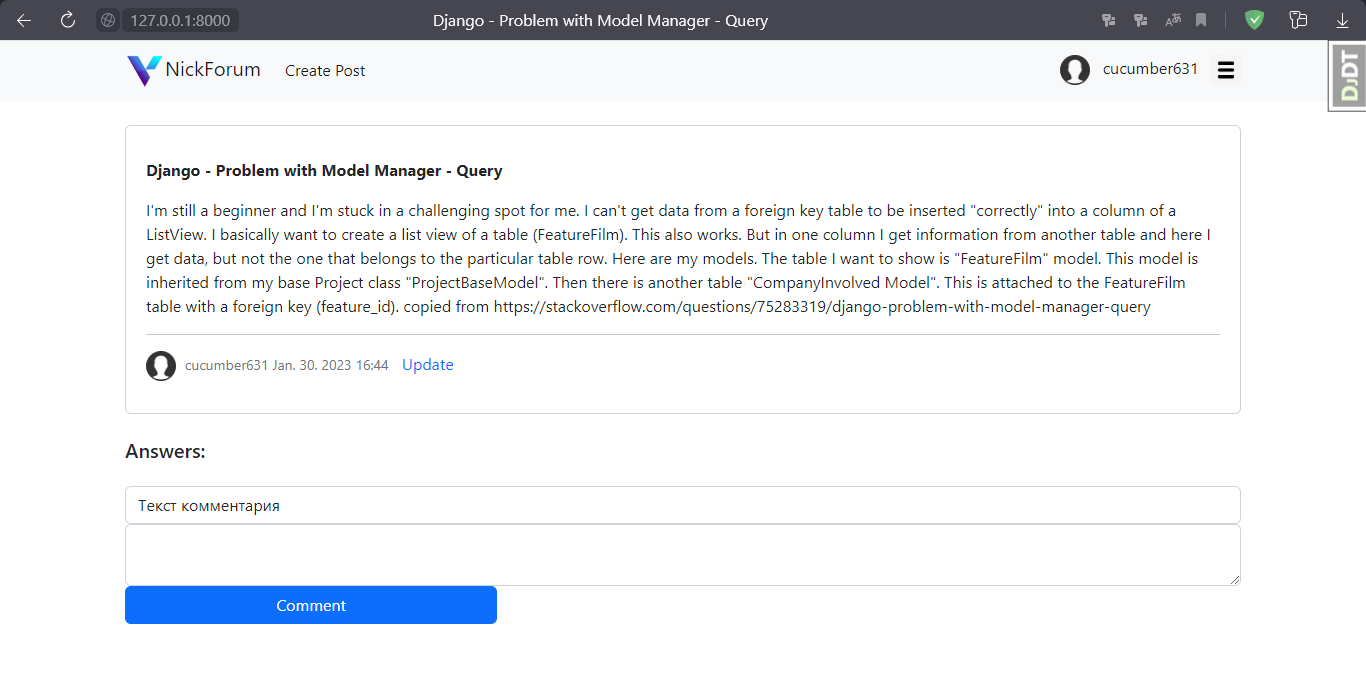 127.0.0.1:8000
Django - Problem with Model Manager - Query
NickForum
Create Post
cucumber631
DJDT
Django - Problem with Model Manager - Query
I'm still a beginner and I'm stuck in a challenging spot for me. I can't get data from a foreign key table to be inserted "correctly" into a column of a
ListView. I basically want to create a list view of a table (FeatureFilm). This also works. But in one column I get information from another table and here I
get data, but not the one that belongs to the particular table row. Here are my models. The table I want to show is "FeatureFilm" model. This model is
inherited from my base Project class "ProjectBaseModel". Then there is another table "CompanyInvolved Model". This is attached to the FeatureFilm
table with a foreign key (feature_id). copied from https://stackoverflow.com/questions/75283319/django-problem-with-model-manager-query
cucumber631 Jan. 30. 2023 16:44 Update
Answers:
Текст комментария
Comment